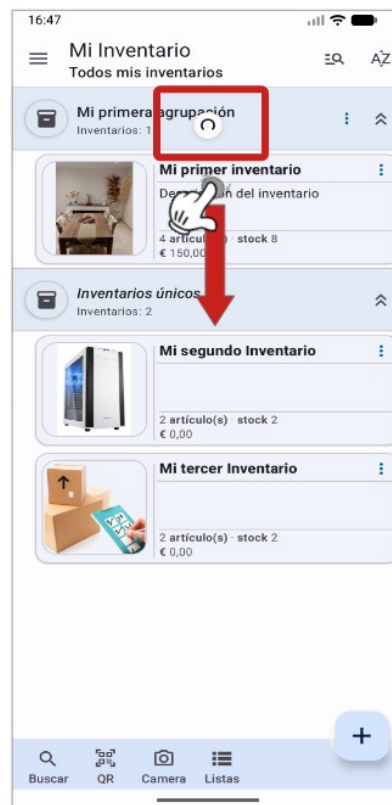 16:47
Mi Inventario
Todos mis inventarios
AZ
Mi primera agrupación
Inventarios: 1
Mi primer inventario
Descripción del inventario
4 artículo(s) · stock 8
€ 150,00
Inventarios únicos
Inventarios: 2
Mi segundo Inventario
2 artículo(s) · stock 2
€ 0,00
Mi tercer Inventario
2 artículo(s) · stock 2
€ 0,00
Buscar
QR
Camera
Listas